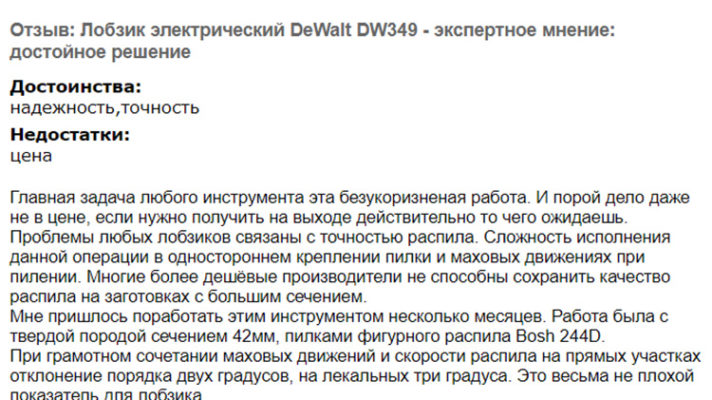 Отзыв: Лобзик электрический DeWalt DW349 - экспертное мнение:
достойное решение
Достоинства:
надежность,точность
Недостатки:
цена
Главная задача любого инструмента эта безукоризненая работа. И порой дело даже
не в цене, если нужно получить на выходе действительно то чего ожидаешь.
Проблемы любых лобзиков связаны с точностью распила. Сложность исполнения
данной операции в одностороннем креплении пилки и маховых движениях при
пилении. Многие более дешёвые производители не способны сохранить качество
распила на заготовках с большим сечением.
Мне пришлось поработать этим инструментом несколько месяцев. Работа была с
твердой породой сечением 42мм, пилками фигурного распила Bosh 244D.
При грамотном сочетании маховых движений и скорости распила на прямых участках
отклонение порядка двух градусов, на лекальных три градуса. Это весьма не плохой
показатель для лобзика